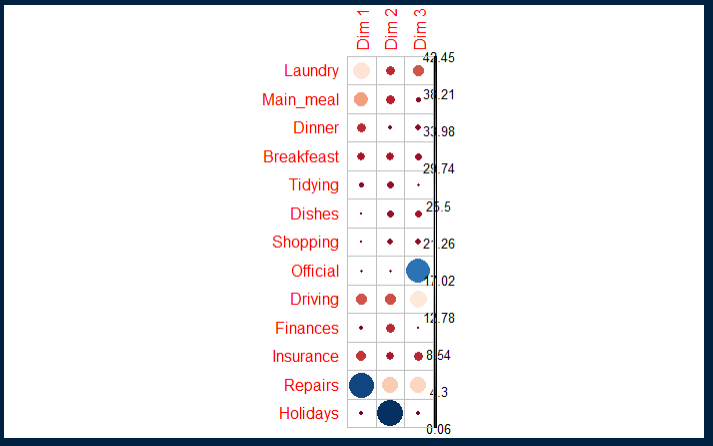 Dim 1
Dim 2
Dim 3
Laundry
Main_meal
Dinner
Breakfeast
Tidying
Dishes
Shopping
Official
Driving
Finances
Insurance
Repairs
Holidays
42.45
38.21
33.98
29.74
25.5
21.26
17.02
12.78
8.54
4.3
0.06